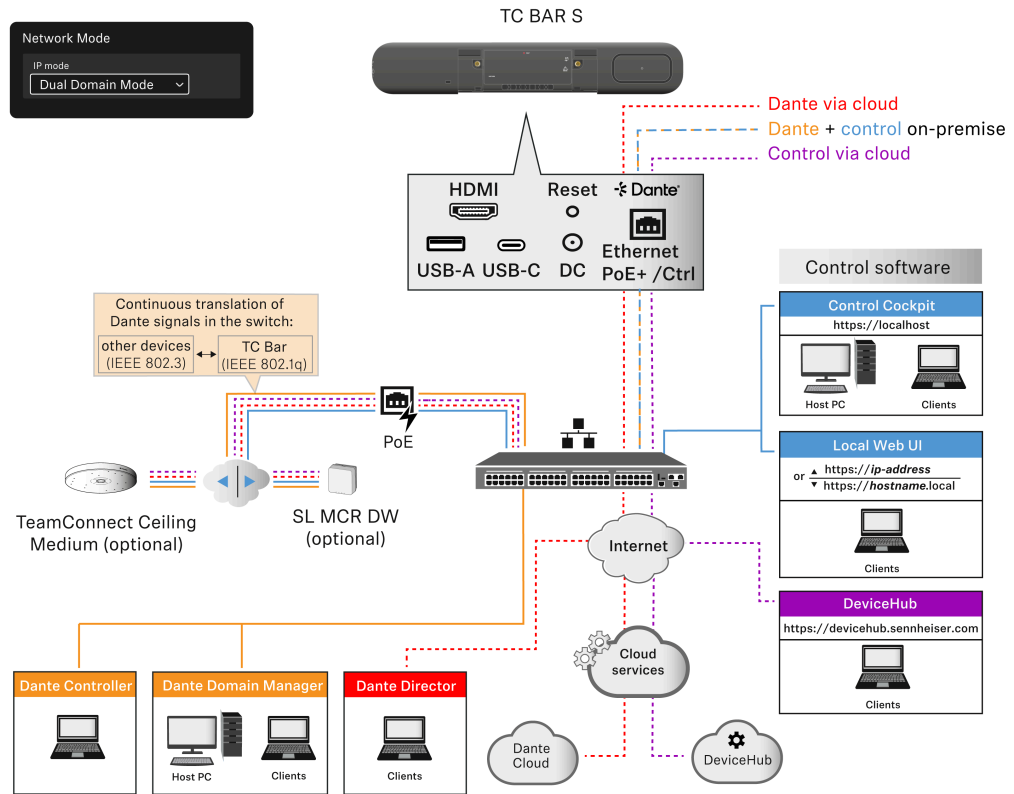 TC BAR S
Network Mode
IP mode
Dual Domain Mode
Dante via cloud
Dante + control on-premise
Control via cloud
HDMI
Reset
Dante
USB-A
USB-C
DC
Ethernet
PoE+ /Ctrl
Control software
Control Cockpit
https://localhost
Host PC
Clients
Continuous translation of
Dante signals in the switch:
other devices
(IEEE 802.3)
TC Bar
(IEEE 802.1q)
PoE
Local Web UI
or
https://ip-address
https://hostname.local
Clients
TeamConnect Ceiling
Medium (optional)
SL MCR DW
(optional)
Internet
DeviceHub
https://devicehub.sennheiser.com
Clients
Cloud
services
Dante Controller
Dante Domain Manager
Host PC
Clients
Dante Director
Clients
Dante
Cloud
DeviceHub